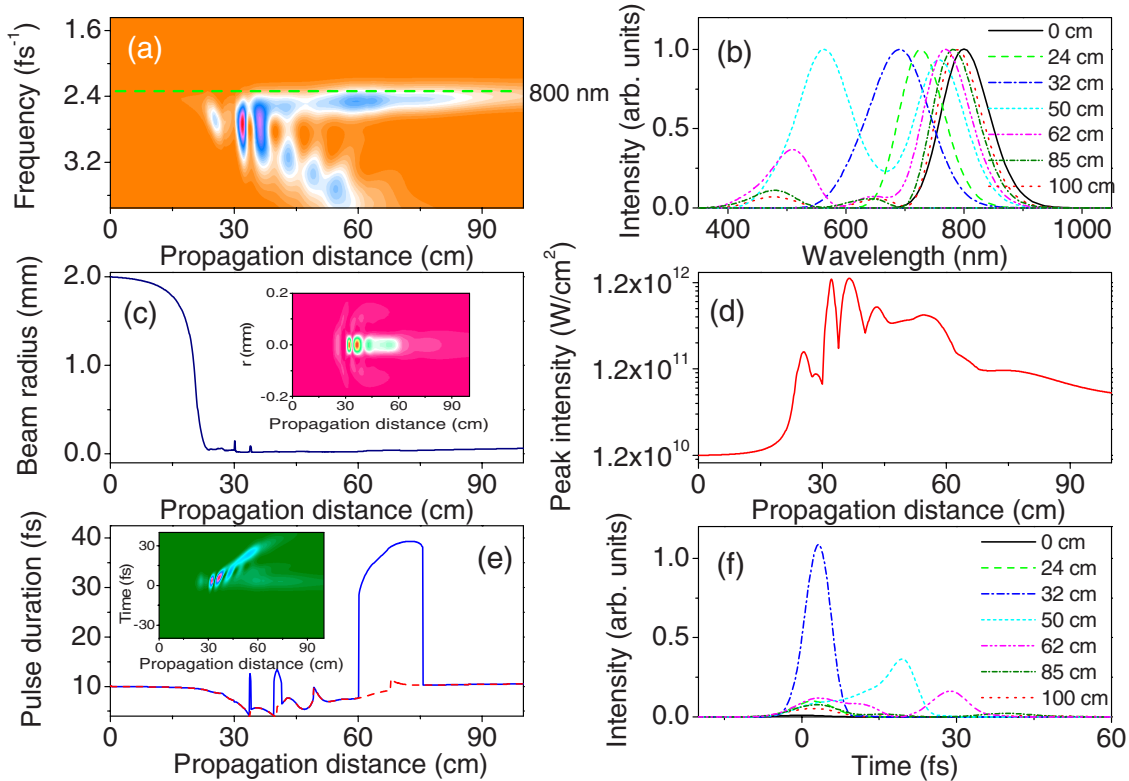 (a)
Frequency (fs⁻¹)
1.6
2.4
3.2
800 nm
0 30 60 90
Propagation distance (cm)
(b)
Intensity (arb. units)
1.0
0.5
0.0
0 cm
24 cm
32 cm
50 cm
62 cm
85 cm
100 cm
400 600 800 1000
Wavelength (nm)
(c)
Beam radius (mm)
2.0
1.0
0.0
r (mm)
0.2
0.0
-0.2
0 30 60 90
Propagation distance (cm)
0 30 60 90
Propagation distance (cm)
(d)
Peak intensity (W/cm²)
1.2x10¹²
1.2x10¹¹
1.2x10¹⁰
0 30 60 90
Propagation distance (cm)
(e)
Pulse duration (fs)
40
30
20
10
0
Time (fs)
30
0
-30
0 30 60 90
Propagation distance (cm)
0 30 60 90
Propagation distance (cm)
(f)
Intensity (arb. units)
1.0
0.5
0.0
0 cm
24 cm
32 cm
50 cm
62 cm
85 cm
100 cm
0 30 60
Time (fs)